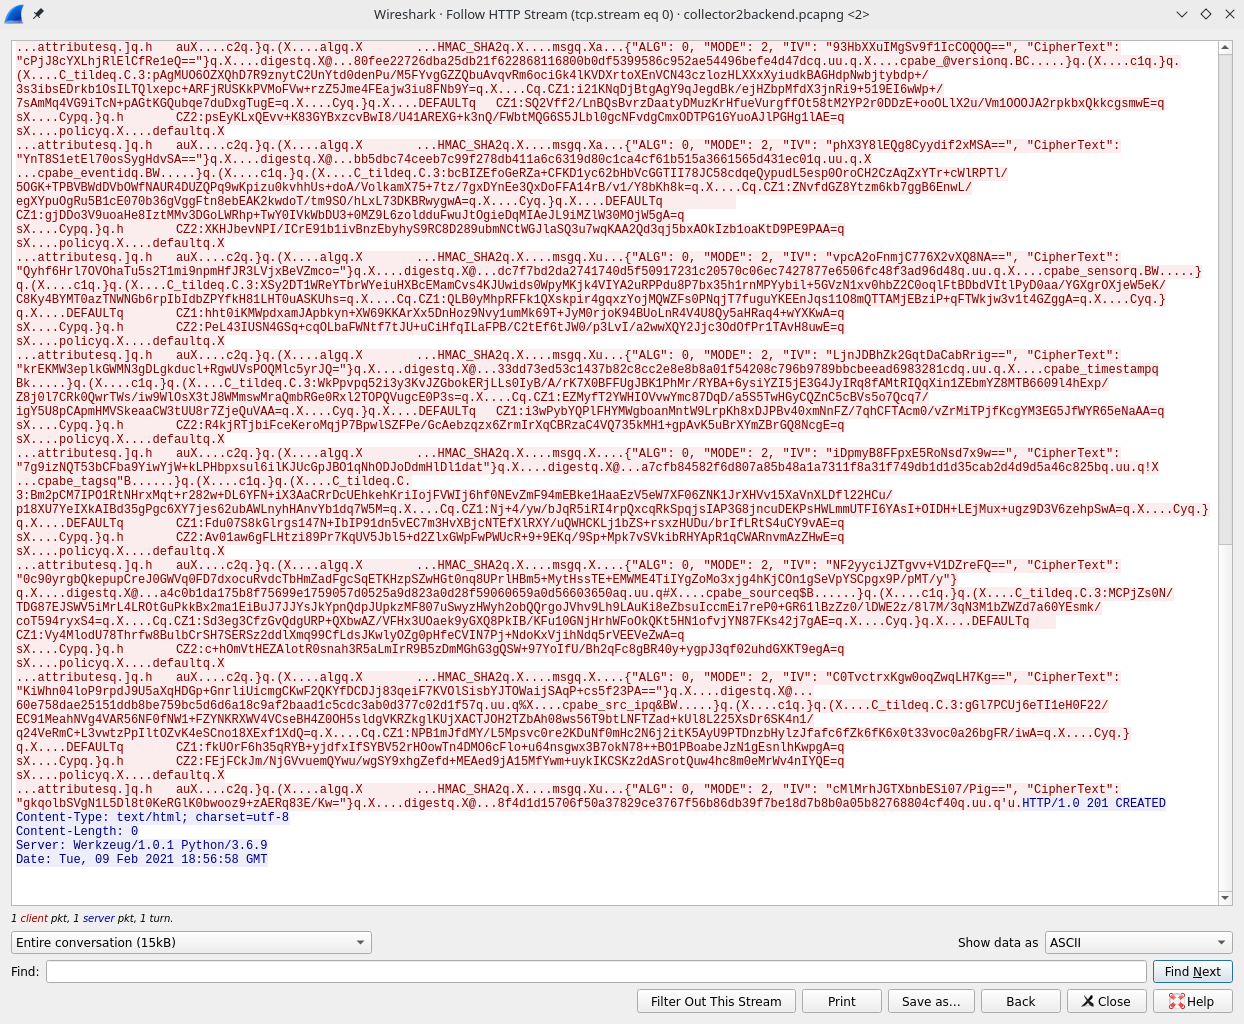 Wireshark · Follow HTTP Stream (tcp.stream eq 0) · collector2backend.pcapng <2>
...attributesq.]q.h   auX....c2q.}q.(X....algq.X       ...HMAC_SHA2q.X....msgq.Xa...{"ALG": 0, "MODE": 2, "IV": "93HbXXuIMgSv9f1IcCOQOQ==", "CipherText":
"cPjJ8cYXLhjRlElCfRe1eQ=="}q.X....digestq.X@...80fee22726dba25db21f622868116800b0df5399586c952ae54496befe4d47dcq.uu.q.X....cpabe_@versionq.BC.....}q.(X....c1q.}q.
(X....C_tildeq.C.3:pAgMUO6OZXQhD7R9znytC2UnYtd0denPu/M5FYvgGZZQbuAvqvRm6ociGk4lKVDXrtoXEnVCN43czlozHLXXxXyiudkBAGHdpNwbjtybdp+/
3s3ibsEDrkb1OsILTQlxepc+ARFjRUSKkPVMoFVw+rzZ5Jme4FEajw3iu8FNb9Y=q.X....Cq.CZ1:i21KNqDjBtgAgY9qJegdBk/ejHZbpMfdX3jnRi9+519EI6wWp+/
7sAmMq4VG9iTcN+pAGtKGQubqe7duDxgTugE=q.X....Cyq.}q.X....DEFAULTq   CZ1:SQ2Vff2/LnBQsBvrzDaatyDMuzKrHfueVurgffOt58tM2YP2r0DDzE+ooOLlX2u/Vm1OOOJA2rpkbxQkkcgsmwE=q
sX....Cypq.}q.h       CZ2:psEyKLxQEvv+K83GYBxzcvBwI8/U41AREXG+k3nQ/FWbtMQG6S5JLbl0gcNFvdgCmxODTPG1GYuoAJlPGHg1lAE=q
sX....policyq.X....defaultq.X
...attributesq.]q.h   auX....c2q.}q.(X....algq.X       ...HMAC_SHA2q.X....msgq.Xa...{"ALG": 0, "MODE": 2, "IV": "phX3Y8lEQg8Cyydif2xMSA==", "CipherText":
"YnT8S1etEl70osSygHdvSA=="}q.X....digestq.X@...bb5dbc74ceeb7c99f278db411a6c6319d80c1ca4cf61b515a3661565d431ec01q.uu.q.X
...cpabe_eventidq.BW.....}q.(X....c1q.}q.(X....C_tildeq.C.3:bcBIZEfoGeRZa+CFKD1yc62bHbVcGGTII78JC58cdqeQypudL5esp0OroCH2CzAqZxYTr+cWlRPTl/
5OGK+TPBVBWdDVbOWfNAUR4DUZQPq9wKpizu0kvhhUs+doA/VolkamX75+7tz/7gxDYnEe3QxDoFFA14rB/v1/Y8bKh8k=q.X....Cq.CZ1:ZNvfdGZ8Ytzm6kb7ggB6EnwL/
egXYpuOgRu5B1cE070b36gVggFtn8ebEAK2kwdoT/tm9SO/hLxL73DKBRwygwA=q.X....Cyq.}q.X....DEFAULTq
CZ1:gjDDo3V9uoaHe8IztMMv3DGoLWRhp+TwY0IVkWbDU3+0MZ9L6zoldduFwuJtOgieDqMIAeJL9iMZlW30MOjW5gA=q
sX....Cypq.}q.h       CZ2:XKHJbevNPI/ICrE91b1ivBnzEbyhyS9RC8D289ubmNCtWGJlaSQ3u7wqKAA2Qd3qj5bxAOkIzb1oaKtD9PE9PAA=q
sX....policyq.X....defaultq.X
...attributesq.]q.h   auX....c2q.}q.(X....algq.X       ...HMAC_SHA2q.X....msgq.Xu...{"ALG": 0, "MODE": 2, "IV": "vpcA2oFnmjC776X2vXQ8NA==", "CipherText":
"Qyhf6Hrl7OVOhaTu5s2T1mi9npmHfJR3LVjxBeVZmco="}q.X....digestq.X@...dc7f7bd2da2741740d5f50917231c20570c06ec7427877e6506fc48f3ad96d48q.uu.q.X....cpabe_sensorq.BW.....}
q.(X....c1q.}q.(X....C_tildeq.C.3:XSy2DT1WReYTbrWYeiuHXBcEMamCvs4KJUwids0WpyMKjk4VIYA2uRPPdu8P7bx35h1rnMPYybil+5GVzN1xv0hbZ2C0oqlFtBDbdVItlPyD0aa/YGXgrOXjeW5eK/
C8Ky4BYMT0azTNWNGb6rpIbIdbZPYfkH81LHT0uASKUhs=q.X....Cq.CZ1:QLB0yMhpRFFk1QXskpir4gqxzYojMQWZFs0PNqjT7fuguYKEEnJqs11O8mQTTAMjEBziP+qFTWkjw3v1t4GZggA=q.X....Cyq.}
q.X....DEFAULTq       CZ1:hht0iKMWpdxamJApbkyn+XW69KKArXx5DnHoz9Nvy1umMk69T+JyM0rjoK94BUoLnR4V4U8Qy5aHRaq4+wYXKwA=q
sX....Cypq.}q.h       CZ2:PeL43IUSN4GSq+cqOLbaFWNtf7tJU+uCiHfqILaFPB/C2tEf6tJW0/p3LvI/a2wwXQY2Jjc3OdOfPr1TAvH8uwE=q
sX....policyq.X....defaultq.X
...attributesq.]q.h   auX....c2q.}q.(X....algq.X       ...HMAC_SHA2q.X....msgq.Xu...{"ALG": 0, "MODE": 2, "IV": "LjnJDBhZk2GqtDaCabRrig==", "CipherText":
"krEKMW3eplkGWMN3gDLgkducl+RgwUVsPOQMlc5yrJQ="}q.X....digestq.X@...33dd73ed53c1437b82c8cc2e8e8b8a01f54208c796b9789bbcbeead6983281cdq.uu.q.X....cpabe_timestampq
Bk.....}q.(X....c1q.}q.(X....C_tildeq.C.3:WkPpvpq52i3y3KvJZGbokERjLLs0IyB/A/rK7X0BFFUgJBK1PhMr/RYBA+6ysiYZI5jE3G4JyIRq8fAMtRIQqXin1ZEbmYZ8MTB6609l4hExp/
Z8j0l7CRk0QwrTWs/iw9WlOsX3tJ8WMmswMraQmbRGe0Rxl2TOPQVugcE0P3s=q.X....Cq.CZ1:EZMyfT2YWHIOVvwYmc87DqD/a5S5TwHGyCQZnC5cBVs5o7Qcq7/
igY5U8pCApmHMVSkeaaCW3tUU8r7ZjeQuVAA=q.X....Cyq.}q.X....DEFAULTq    CZ1:i3wPybYQPlFHYMWgboanMntW9LrpKh8xDJPBv40xmNnFZ/7qhCFTAcm0/vZrMiTPjfKcgYM3EG5JfWYR65eNaAA=q
sX....Cypq.}q.h       CZ2:R4kjRTjbiFceKeroMqjP7BpwlSZFPe/GcAebzqzx6ZrmIrXqCBRzaC4VQ735kMH1+gpAvK5uBrXYmZBrGQ8NcgE=q
sX....policyq.X....defaultq.X
...attributesq.]q.h   auX....c2q.}q.(X....algq.X       ...HMAC_SHA2q.X....msgq.X....{"ALG": 0, "MODE": 2, "IV": "iDpmyB8FFpxE5RoNsd7x9w==", "CipherText":
"7g9izNQT53bCFba9YiwYjW+kLPHbpxsul6ilKJUcGpJBO1qNhODJoDdmHlDl1dat"}q.X....digestq.X@...a7cfb84582f6d807a85b48a1a7311f8a31f749db1d1d35cab2d4d9d5a46c825bq.uu.q!X
...cpabe_tagsq"B......}q.(X....c1q.}q.(X....C_tildeq.C.
3:Bm2pCM7IPO1RtNHrxMqt+r282w+DL6YFN+iX3AaCRrDcUEhkehKriIojFVWIj6hf0NEvZmF94mEBke1HaaEzV5eW7XF06ZNK1JrXHVv15XaVnXLDfl22HCu/
p18XU7YeIXkAIBd35gPgc6XY7jes62ubAWLnyhHAnvYb1dq7W5M=q.X....Cq.CZ1:Nj+4/yw/bJqR5iRI4rpQxcqRkSpqjsIAP3G8jncuDEKPsHWLmmUTFI6YAsI+OIDH+LEjMux+ugz9D3V6zehpSwA=q.X....Cyq.}
q.X....DEFAULTq       CZ1:Fdu07S8kGlrgs147N+IbIP91dn5vEC7m3HvXBjcNTEfXlRXY/uQWHCKLj1bZS+rsxzHUDu/brIfLRtS4uCY9vAE=q
sX....Cypq.}q.h       CZ2:Av01aw6gFLHtzi89Pr7KqUV5Jbl5+d2ZlxGWpFwPWUcR+9+9EKq/9Sp+Mpk7vSVkibRHYApR1qCWARnvmAzZHwE=q
sX....policyq.X....defaultq.X
...attributesq.]q.h   auX....c2q.}q.(X....algq.X       ...HMAC_SHA2q.X....msgq.X....{"ALG": 0, "MODE": 2, "IV": "NF2yyciJZTgvv+V1DZreFQ==", "CipherText":
"0c90yrgbQkepupCreJ0GWVq0FD7dxocuRvdcTbHmZadFgcSqETKHzpSZwHGt0nq8UPrlHBm5+MytHssTE+EMWME4TiIYgZoMo3xjg4hKjCOn1gSeVpYSCpgx9P/pMT/y"}
q.X....digestq.X@...a4c0b1da175b8f75699e1759057d0525a9d823a0d28f59060659a0d56603650aq.uu.q#X....cpabe_sourceq$B......}q.(X....c1q.}q.(X....C_tildeq.C.3:MCPjZs0N/
TDG87EJSWV5iMrL4LROtGuPkkBx2ma1EiBuJ7JJYsJkYpnQdpJUpkzMF807uSwyzHWyh2obQQrgoJVhv9Lh9LAuKi8eZbsuIccmEi7reP0+GR61lBzZz0/lDWE2z/8l7M/3qN3M1bZWZd7a60YEsmk/
coT594ryxS4=q.X....Cq.CZ1:Sd3eg3CfzGvQdgURP+QXbwAZ/VFHx3UOaek9yGXQ8PkIB/KFu10GNjHrhWFoOkQKt5HN1ofvjYN87FKs42j7gAE=q.X....Cyq.}q.X....DEFAULTq
CZ1:Vy4MlodU78Thrfw8BulbCrSH7SERSz2ddlXmq99CfLdsJKwlyOZg0pHfeCVIN7Pj+NdoKxVjihNdq5rVEEVeZwA=q
sX....Cypq.}q.h       CZ2:c+hOmVtHEZAlotR0snah3R5aLmIrR9B5zDmMGhG3gQSW+97YoIfU/Bh2qFc8gBR40y+ygpJ3qf02uhdGXKT9egA=q
sX....policyq.X....defaultq.X
...attributesq.]q.h   auX....c2q.}q.(X....algq.X       ...HMAC_SHA2q.X....msgq.X....{"ALG": 0, "MODE": 2, "IV": "C0TvctrxKgw0oqZwqLH7Kg==", "CipherText":
"KiWhn04loP9rpdJ9U5aXqHDGp+GnrliUicmgCKwF2QKYfDCDJj83qeiF7KVOlSisbYJTOWaijSAqP+cs5f23PA=="}q.X....digestq.X@...
60e758dae25151ddb8be759bc5d6d6a18c9af2baad1c5cdc3ab0d377c02d1f57q.uu.q%X....cpabe_src_ipq&BW.....}q.(X....c1q.}q.(X....C_tildeq.C.3:gGl7PCUj6eTI1eH0F22/
EC91MeahNVg4VAR56NF0fNW1+FZYNKRXWV4VCseBH4Z0OH5sldgVKRZkglKUjXACTJOH2TZbAh08ws56T9btLNFTZad+kUl8L225XsDr6SK4n1/
q24VeRmC+L3vwtzPpIltOZvK4eSCno18XExf1XdQ=q.X....Cq.CZ1:NPB1mJfdMY/L5Mpsvc0re2KDuNf0mHc2N6j2itK5AyU9PTDnzbHylzJfafc6fZk6fK6x0t33voc0a26bgFR/iwA=q.X....Cyq.}
q.X....DEFAULTq       CZ1:fkUOrF6h35qRYB+yjdfxIfSYBV52rHOowTn4DMO6cFlo+u64nsgwx3B7okN78++BO1PBoabeJzN1gEsnlhKwpgA=q
sX....Cypq.}q.h       CZ2:FEjFCkJm/NjGVvuemQYwu/wgSY9xhgZefd+MEAed9jA15MfYwm+uykIKCSKz2dASrotQuw4hc8m0eMrWv4nIYQE=q
sX....policyq.X....defaultq.X
...attributesq.]q.h   auX....c2q.}q.(X....algq.X       ...HMAC_SHA2q.X....msgq.Xu...{"ALG": 0, "MODE": 2, "IV": "cMlMrhJGTXbnbESi07/Pig==", "CipherText":
"gkqolbSVgN1L5Dl8t0KeRGlK0bwooz9+zAERq83E/Kw="}q.X....digestq.X@...8f4d1d15706f50a37829ce3767f56b86db39f7be18d7b8b0a05b82768804cf40q.uu.q'u.HTTP/1.0 201 CREATED
Content-Type: text/html; charset=utf-8
Content-Length: 0
Server: Werkzeug/1.0.1 Python/3.6.9
Date: Tue, 09 Feb 2021 18:56:58 GMT
1 client pkt, 1 server pkt, 1 turn.
Entire conversation (15kB)
Show data as ASCII
Find:
Find Next
Filter Out This Stream
Print
Save as…
Back
Close
Help